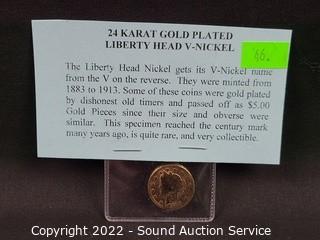 24 KARAT GOLD PLATED
LIBERTY HEAD V-NICKEL
The Liberty Head Nickel gets its V-Nickel name
from the V on the reverse. They were minted from
1883 to 1913. Some of these coins were gold plated
by dishonest old timers and passed off as $5.00
Gold Pieces since their size and obverse were
similar. This specimen reached the century mark
many years ago, is quite rare, and very collectible.
Copyright 2022 - Sound Auction Service